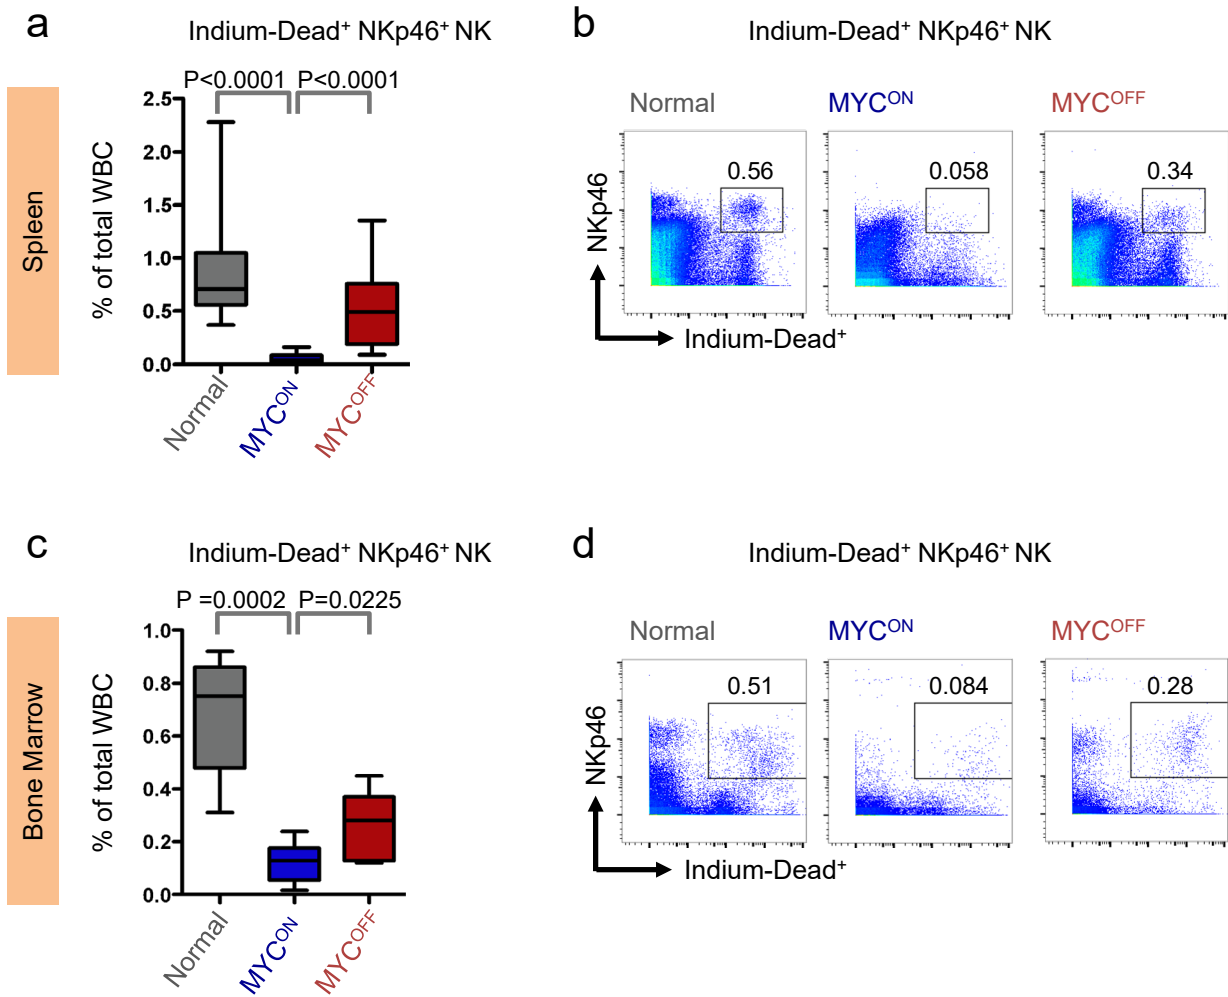 a
Indium-Dead⁺ NKp46⁺ NK
Spleen
P<0.0001 P<0.0001
% of total WBC
2.5
2.0
1.5
1.0
0.5
0.0
Normal
MYCᴼᴺ
MYCᴼᶠᶠ
b
Indium-Dead⁺ NKp46⁺ NK
Normal
MYCᴼᴺ
MYCᴼᶠᶠ
0.56
0.058
0.34
NKp46
Indium-Dead⁺
c
Indium-Dead⁺ NKp46⁺ NK
Bone Marrow
P =0.0002 P=0.0225
% of total WBC
1.0
0.8
0.6
0.4
0.2
0.0
Normal
MYCᴼᴺ
MYCᴼᶠᶠ
d
Indium-Dead⁺ NKp46⁺ NK
Normal
MYCᴼᴺ
MYCᴼᶠᶠ
0.51
0.084
0.28
NKp46
Indium-Dead⁺